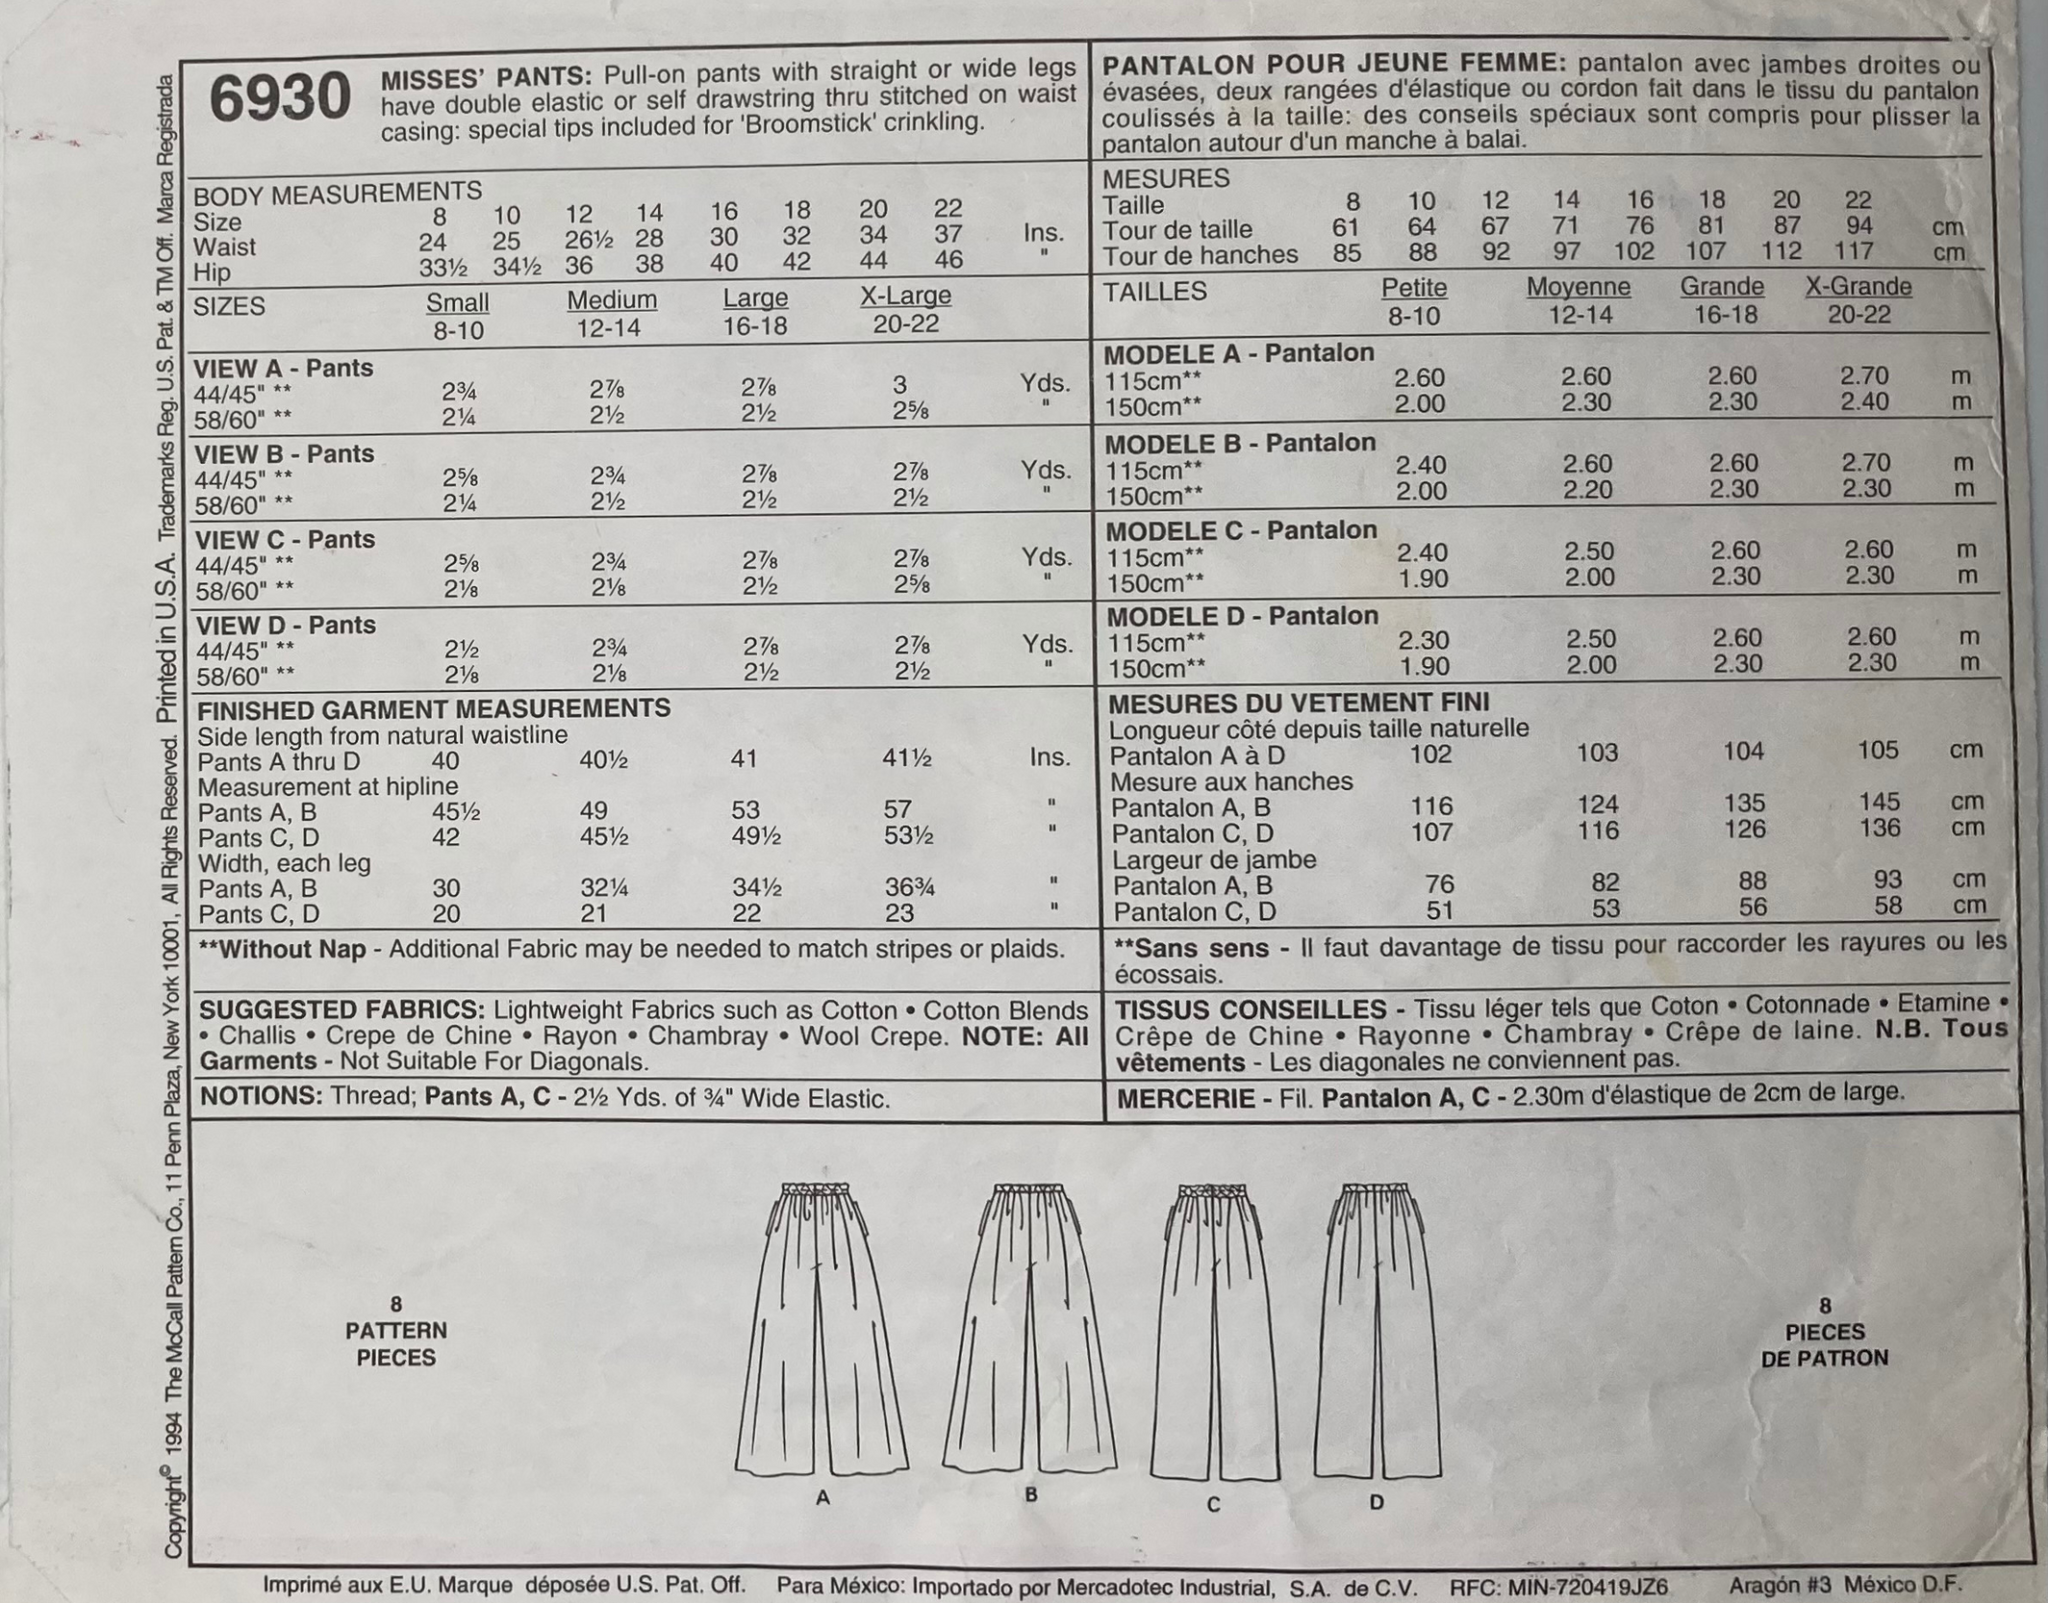 6930
MISSES' PANTS: Pull-on pants with straight or wide legs
have double elastic or self drawstring thru stitched on waist
casing: special tips included for 'Broomstick' crinkling.
BODY MEASUREMENTS
Size 8 10 12 14 16 18 20 22
Waist 24 25 26½ 28 30 32 34 37 Ins.
Hip 33½ 34½ 36 38 40 42 44 46 "
SIZES Small Medium Large X-Large
8-10 12-14 16-18 20-22
VIEW A - Pants
44/45" ** 2¾ 2⅞ 2⅞ 3 Yds.
58/60" ** 2¼ 2½ 2½ 2⅝ "
VIEW B - Pants
44/45" ** 2⅝ 2¾ 2⅞ 2⅞ Yds.
58/60" ** 2¼ 2½ 2½ 2½ "
VIEW C - Pants
44/45" ** 2⅝ 2¾ 2⅞ 2⅞ Yds.
58/60" ** 2⅛ 2⅛ 2½ 2⅝ "
VIEW D - Pants
44/45" ** 2½ 2¾ 2⅞ 2⅞ Yds.
58/60" ** 2⅛ 2⅛ 2½ 2½ "
FINISHED GARMENT MEASUREMENTS
Side length from natural waistline
Pants A thru D 40 40½ 41 41½ Ins.
Measurement at hipline
Pants A, B 45½ 49 53 57 "
Pants C, D 42 45½ 49½ 53½ "
Width, each leg
Pants A, B 30 32¼ 34½ 36¾ "
Pants C, D 20 21 22 23 "
**Without Nap - Additional Fabric may be needed to match stripes or plaids.
SUGGESTED FABRICS: Lightweight Fabrics such as Cotton • Cotton Blends
• Challis • Crepe de Chine • Rayon • Chambray • Wool Crepe. NOTE: All
Garments - Not Suitable For Diagonals.
NOTIONS: Thread; Pants A, C - 2½ Yds. of ¾" Wide Elastic.
PANTALON POUR JEUNE FEMME: pantalon avec jambes droites ou
évasées, deux rangées d'élastique ou cordon fait dans le tissu du pantalon
coulissés à la taille: des conseils spéciaux sont compris pour plisser la
pantalon autour d'un manche à balai.
MESURES
Taille 8 10 12 14 16 18 20 22
Tour de taille 61 64 67 71 76 81 87 94 cm
Tour de hanches 85 88 92 97 102 107 112 117 cm
TAILLES Petite Moyenne Grande X-Grande
8-10 12-14 16-18 20-22
MODELE A - Pantalon
115cm** 2.60 2.60 2.60 2.70 m
150cm** 2.00 2.30 2.30 2.40 m
MODELE B - Pantalon
115cm** 2.40 2.60 2.60 2.70 m
150cm** 2.00 2.20 2.30 2.30 m
MODELE C - Pantalon
115cm** 2.40 2.50 2.60 2.60 m
150cm** 1.90 2.00 2.30 2.30 m
MODELE D - Pantalon
115cm** 2.30 2.50 2.60 2.60 m
150cm** 1.90 2.00 2.30 2.30 m
MESURES DU VETEMENT FINI
Longueur côté depuis taille naturelle
Pantalon A à D 102 103 104 105 cm
Mesure aux hanches
Pantalon A, B 116 124 135 145 cm
Pantalon C, D 107 116 126 136 cm
Largeur de jambe
Pantalon A, B 76 82 88 93 cm
Pantalon C, D 51 53 56 58 cm
**Sans sens - Il faut davantage de tissu pour raccorder les rayures ou les
écossais.
TISSUS CONSEILLES - Tissu léger tels que Coton • Cotonnade • Etamine •
Crêpe de Chine • Rayonne • Chambray • Crêpe de laine. N.B. Tous
vêtements - Les diagonales ne conviennent pas.
MERCERIE - Fil. Pantalon A, C - 2.30m d'élastique de 2cm de large.
8
PATTERN
PIECES
A B C D
8
PIECES
DE PATRON
Copyright© 1994 The McCall Pattern Co., 11 Penn Plaza, New York 10001, All Rights Reserved. Printed in U.S.A. Trademarks Reg. U.S. Pat. & TM Off. Marca Registrada
Imprimé aux E.U. Marque déposée U.S. Pat. Off. Para México: Importado por Mercadotec Industrial, S.A. de C.V. RFC: MIN-720419JZ6 Aragón #3 México D.F.